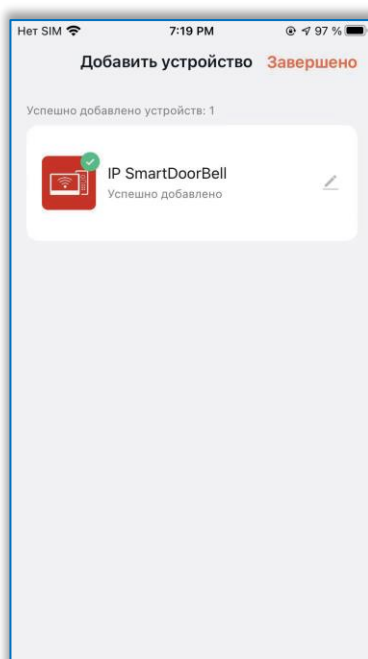 Нет SIM 7:19 PM 97 %
Добавить устройство Завершено
Успешно добавлено устройств: 1
IP SmartDoorBell
Успешно добавлено